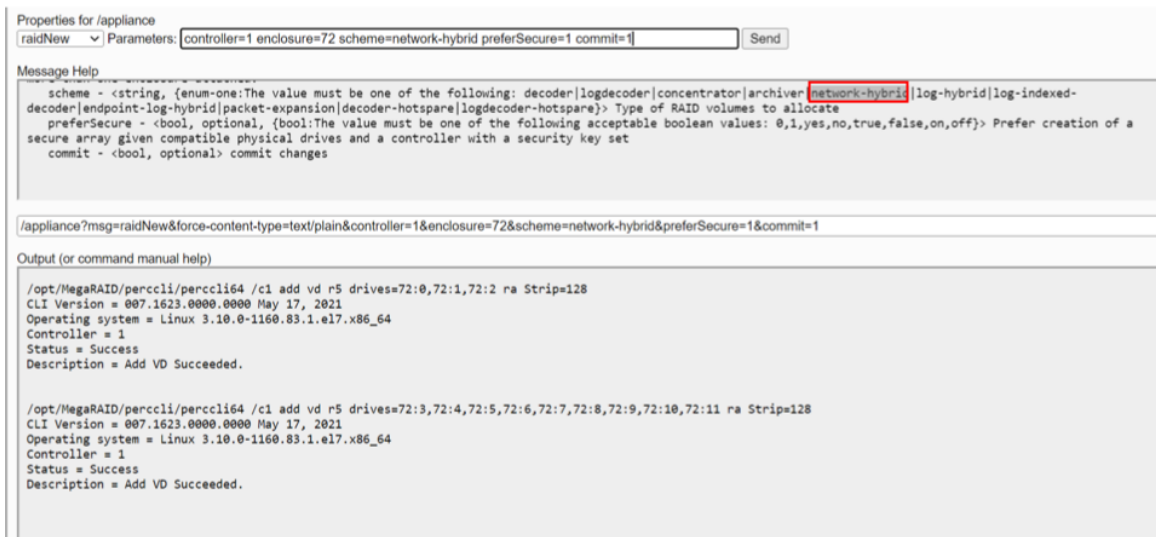 Properties for /appliance
raidNew Parameters: controller=1 enclosure=72 scheme=network-hybrid preferSecure=1 commit=1 Send
Message Help
scheme - <string, {enum-one:The value must be one of the following: decoder|logdecoder|concentrator|archiver|network-hybrid|log-hybrid|log-indexed-
decoder|endpoint-log-hybrid|packet-expansion|decoder-hotspare|logdecoder-hotspare}> Type of RAID volumes to allocate
preferSecure - <bool, optional, {bool:The value must be one of the following acceptable boolean values: 0,1,yes,no,true,false,on,off}> Prefer creation of a
secure array given compatible physical drives and a controller with a security key set
commit - <bool, optional> commit changes
/appliance?msg=raidNew&force-content-type=text/plain&controller=1&enclosure=72&scheme=network-hybrid&preferSecure=1&commit=1
Output (or command manual help)
/opt/MegaRAID/perccli/perccli64 /c1 add vd r5 drives=72:0,72:1,72:2 ra Strip=128
CLI Version = 007.1623.0000.0000 May 17, 2021
Operating system = Linux 3.10.0-1160.83.1.el7.x86_64
Controller = 1
Status = Success
Description = Add VD Succeeded.
/opt/MegaRAID/perccli/perccli64 /c1 add vd r5 drives=72:3,72:4,72:5,72:6,72:7,72:8,72:9,72:10,72:11 ra Strip=128
CLI Version = 007.1623.0000.0000 May 17, 2021
Operating system = Linux 3.10.0-1160.83.1.el7.x86_64
Controller = 1
Status = Success
Description = Add VD Succeeded.